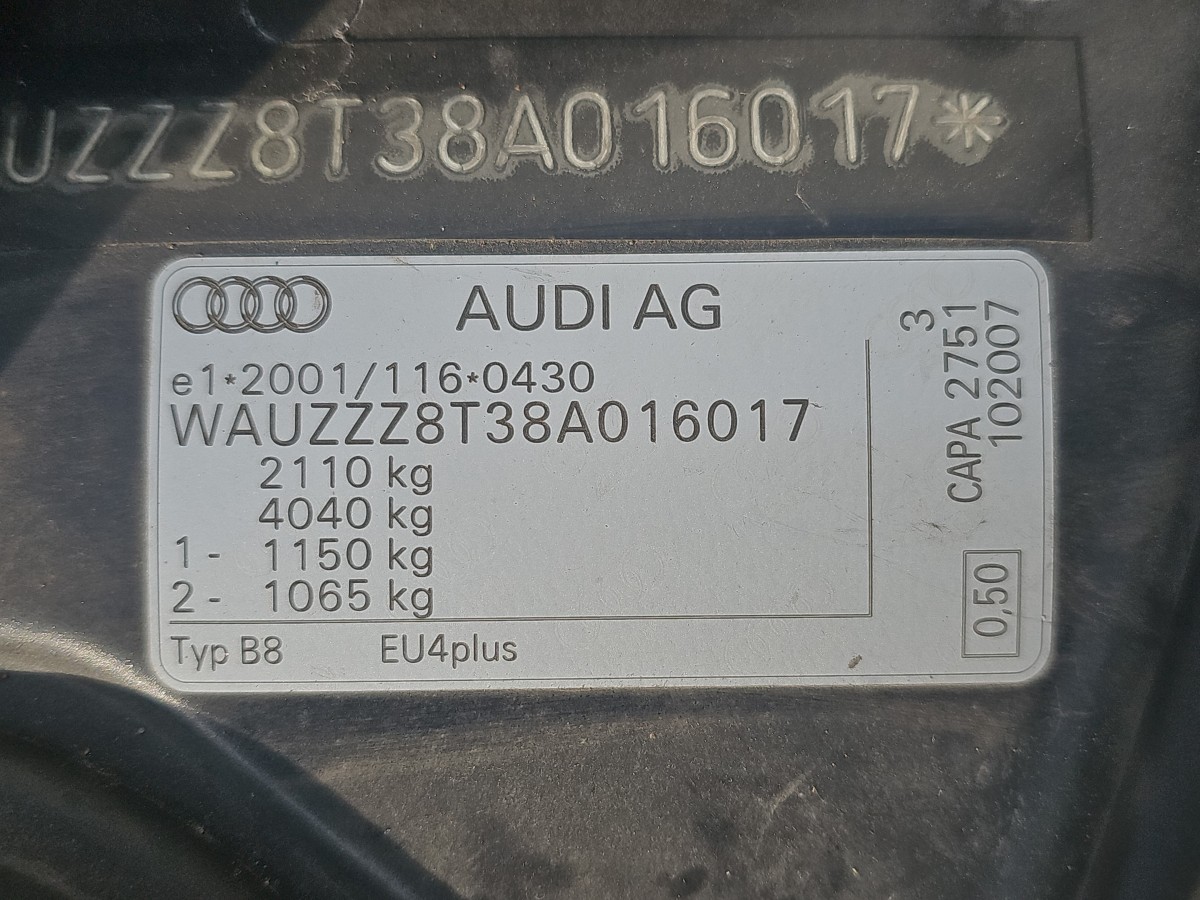 UZZZ8T38A016017*
AUDI AG
e1*2001/116*0430
WAUZZZ8T38A016017
2110 kg
4040 kg
1- 1150 kg
2- 1065 kg
Typ B8 EU4plus
3
CAPA 2751
102007
0,50